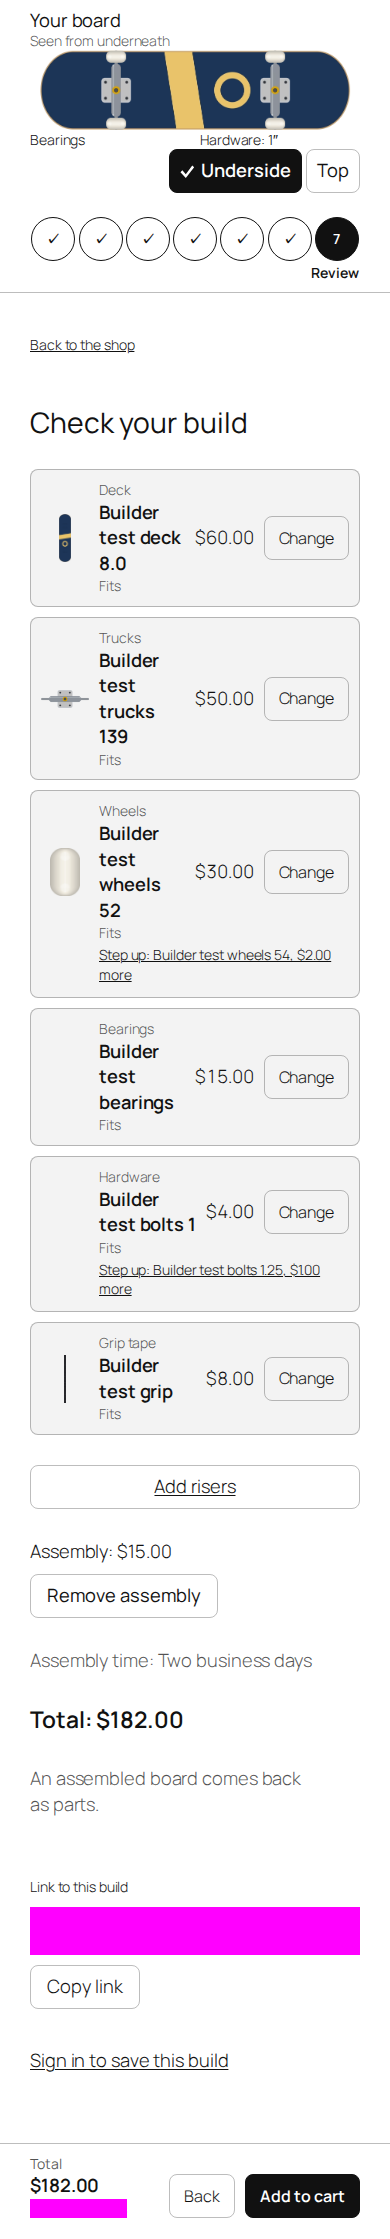 Your board
Seen from underneath
Bearings
Hardware: 1″
✓ Underside
Top
✓ ✓ ✓ ✓ ✓ ✓ 7
Review
Back to the shop
Check your build
Deck
Builder
test deck
8.0
Fits
$60.00
Change
Trucks
Builder
test
trucks
139
Fits
$50.00
Change
Wheels
Builder
test
wheels
52
Fits
$30.00
Change
Step up: Builder test wheels 54, $2.00
more
Bearings
Builder
test
bearings
Fits
$15.00
Change
Hardware
Builder
test bolts 1
Fits
$4.00
Change
Step up: Builder test bolts 1.25, $1.00
more
Grip tape
Builder
test grip
Fits
$8.00
Change
Add risers
Assembly: $15.00
Remove assembly
Assembly time: Two business days
Total: $182.00
An assembled board comes back
as parts.
Link to this build
Copy link
Sign in to save this build
Total
$182.00
Back
Add to cart